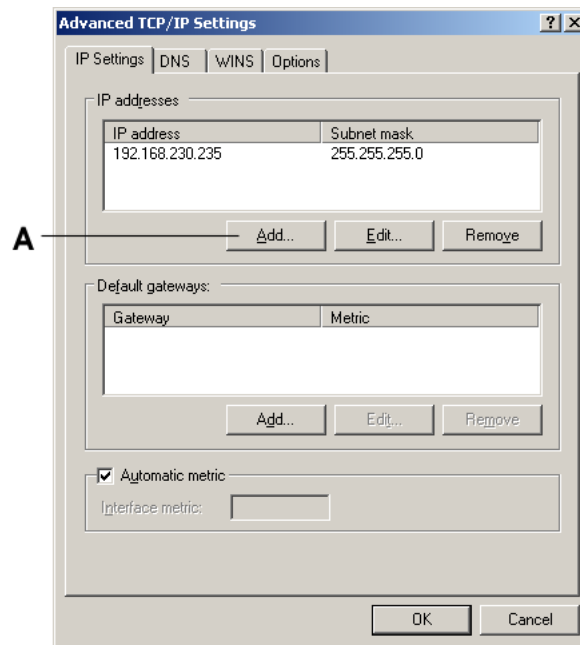 Advanced TCP/IP Settings
IP Settings DNS WINS Options
IP addresses
IP address Subnet mask
192.168.230.235 255.255.255.0
A Add... Edit... Remove
Default gateways:
Gateway Metric
Add... Edit... Remove
Automatic metric
Interface metric:
OK Cancel